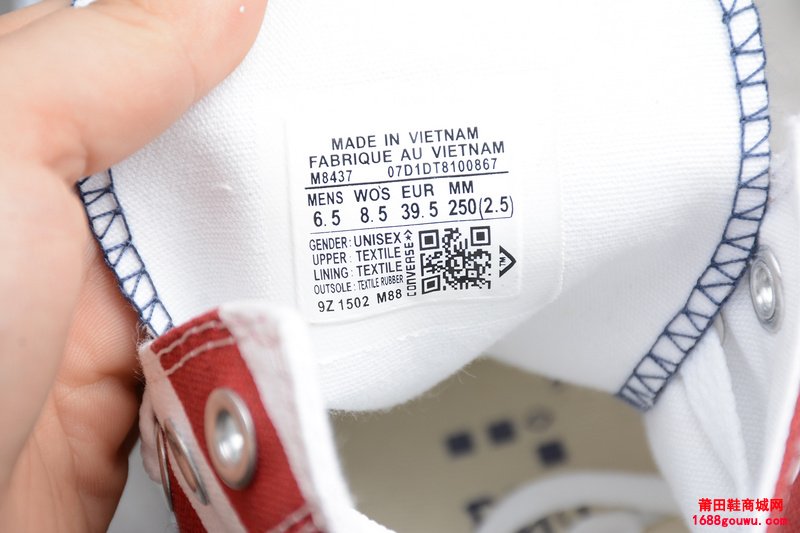 MADE IN VIETNAM
FABRIQUE AU VIETNAM
M8437 07D1DT8100867
MENS WO'S EUR MM
6.5 8.5 39.5 250(2.5)
GENDER: UNISEX
UPPER : TEXTILE
LINING : TEXTILE
OUTSOLE : TEXTILE RUBBER
9Z 1502 M88
CONVERSE
TM
莆田鞋商城网
1688gouwu.com